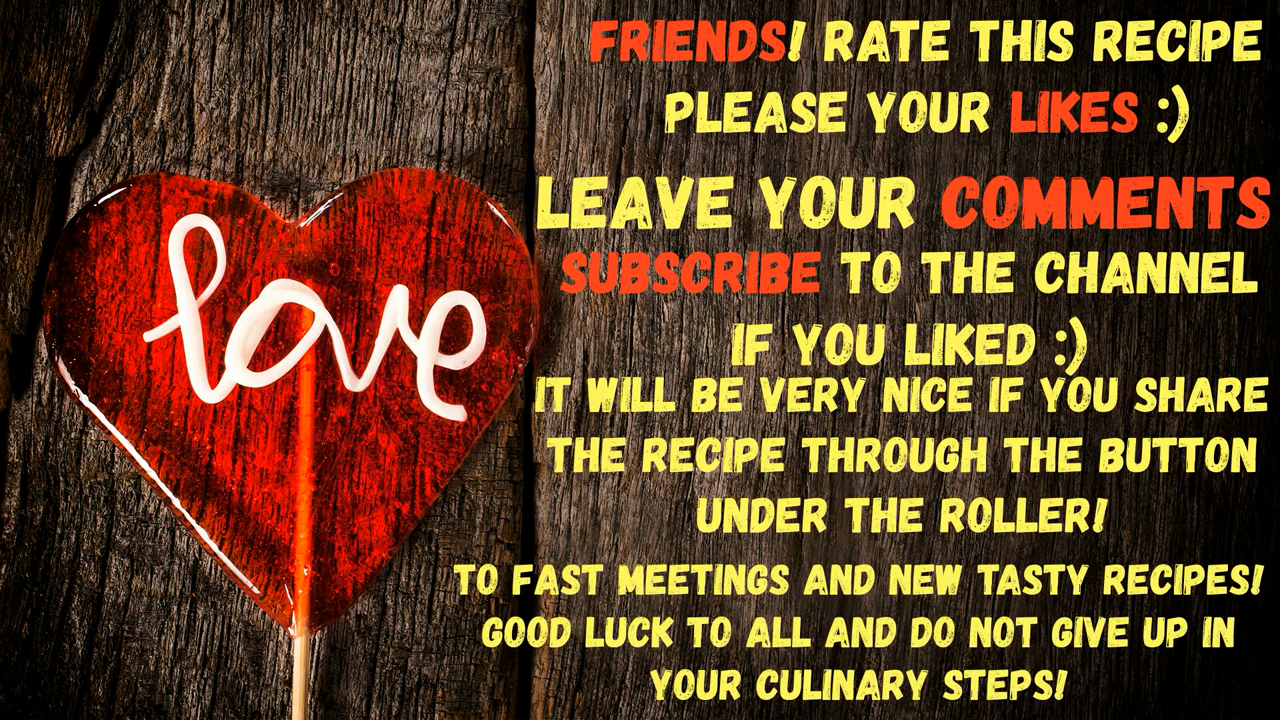 love
FRIENDS! RATE THIS RECIPE
PLEASE YOUR LIKES :)
LEAVE YOUR COMMENTS
SUBSCRIBE TO THE CHANNEL
IF YOU LIKED :)
IT WILL BE VERY NICE IF YOU SHARE
THE RECIPE THROUGH THE BUTTON
UNDER THE ROLLER!
TO FAST MEETINGS AND NEW TASTY RECIPES!
GOOD LUCK TO ALL AND DO NOT GIVE UP IN
YOUR CULINARY STEPS!